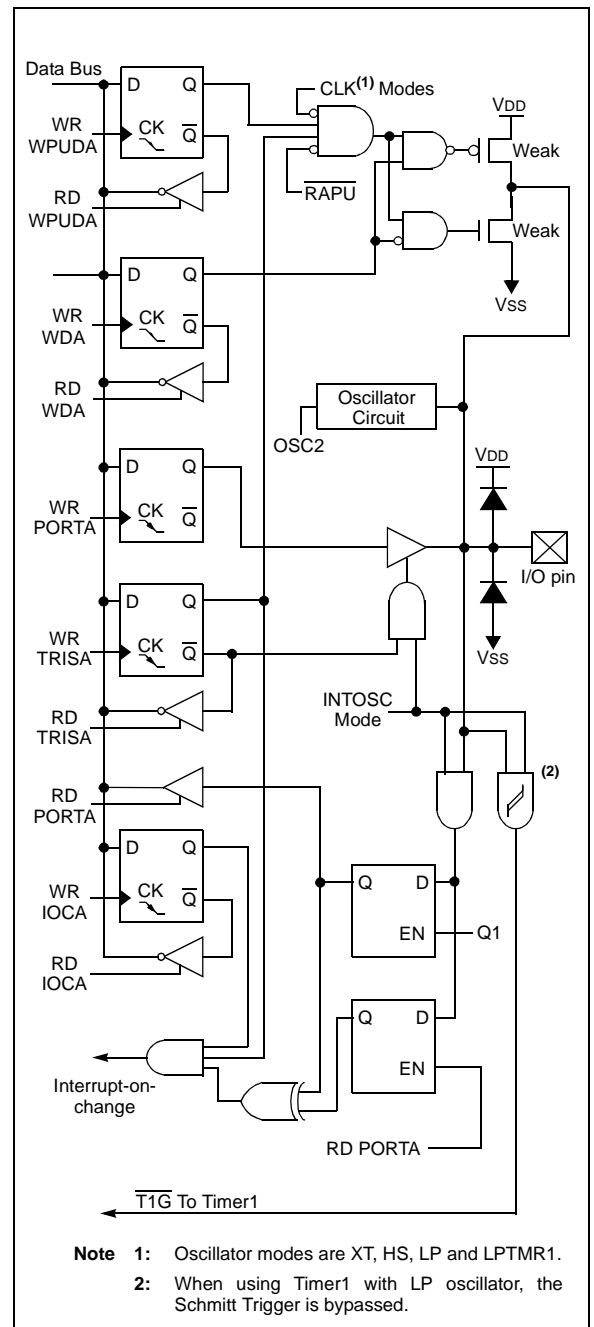 Data Bus
D Q
WR WPUDA
CK Q
RD WPUDA
CLK(1) Modes
RAPU
VDD
Weak
Weak
VSS
D Q
WR WDA
CK Q
RD WDA
Oscillator Circuit
OSC2
VDD
I/O pin
VSS
D Q
WR PORTA
CK Q
D Q
WR TRISA
CK Q
RD TRISA
INTOSC Mode
(2)
RD PORTA
D Q
WR IOCA
CK Q
RD IOCA
Q D
EN
Q1
Q D
EN
RD PORTA
Interrupt-on-change
T1G To Timer1
Note 1: Oscillator modes are XT, HS, LP and LPTMR1.
2: When using Timer1 with LP oscillator, the
Schmitt Trigger is bypassed.